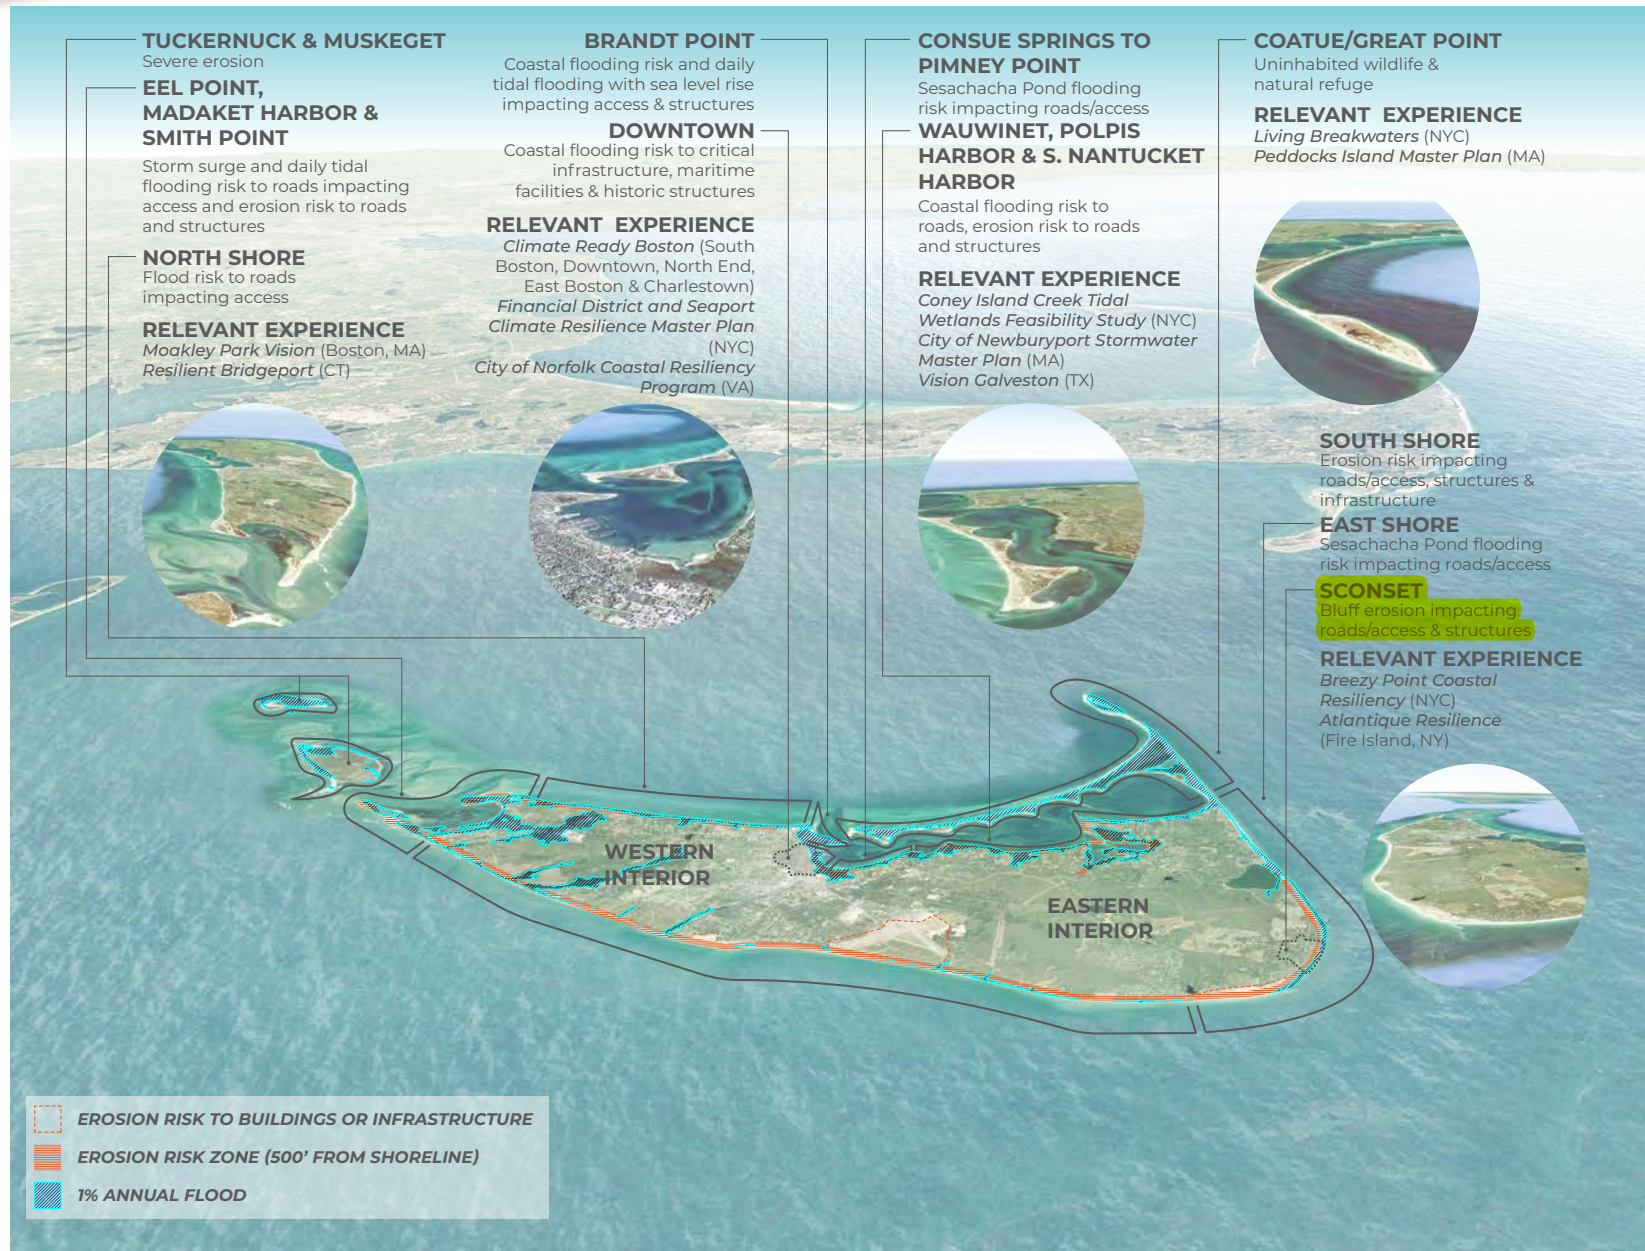 TUCKERNUCK & MUSKEGET
Severe erosion
EEL POINT,
MADAKET HARBOR &
SMITH POINT
Storm surge and daily tidal
flooding risk to roads impacting
access and erosion risk to roads
and structures
NORTH SHORE
Flood risk to roads
impacting access
RELEVANT EXPERIENCE
Moakley Park Vision (Boston, MA)
Resilient Bridgeport (CT)
BRANDT POINT
Coastal flooding risk and daily
tidal flooding with sea level rise
impacting access & structures
DOWNTOWN
Coastal flooding risk to critical
infrastructure, maritime
facilities & historic structures
RELEVANT EXPERIENCE
Climate Ready Boston (South
Boston, Downtown, North End,
East Boston & Charlestown)
Financial District and Seaport
Climate Resilience Master Plan
(NYC)
City of Norfolk Coastal Resiliency
Program (VA)
CONSUE SPRINGS TO
PIMNEY POINT
Sesachacha Pond flooding
risk impacting roads/access
WAUWINET, POLPIS
HARBOR & S. NANTUCKET
HARBOR
Coastal flooding risk to
roads, erosion risk to roads
and structures
RELEVANT EXPERIENCE
Coney Island Creek Tidal
Wetlands Feasibility Study (NYC)
City of Newburyport Stormwater
Master Plan (MA)
Vision Galveston (TX)
COATUE/GREAT POINT
Uninhabited wildlife &
natural refuge
RELEVANT EXPERIENCE
Living Breakwaters (NYC)
Peddocks Island Master Plan (MA)
SOUTH SHORE
Erosion risk impacting
roads/access, structures &
infrastructure
EAST SHORE
Sesachacha Pond flooding
risk impacting roads/access
SCONSET
Bluff erosion impacting
roads/access & structures
RELEVANT EXPERIENCE
Breezy Point Coastal
Resiliency (NYC)
Atlantique Resilience
(Fire Island, NY)
WESTERN
INTERIOR
EASTERN
INTERIOR
EROSION RISK TO BUILDINGS OR INFRASTRUCTURE
EROSION RISK ZONE (500' FROM SHORELINE)
1% ANNUAL FLOOD